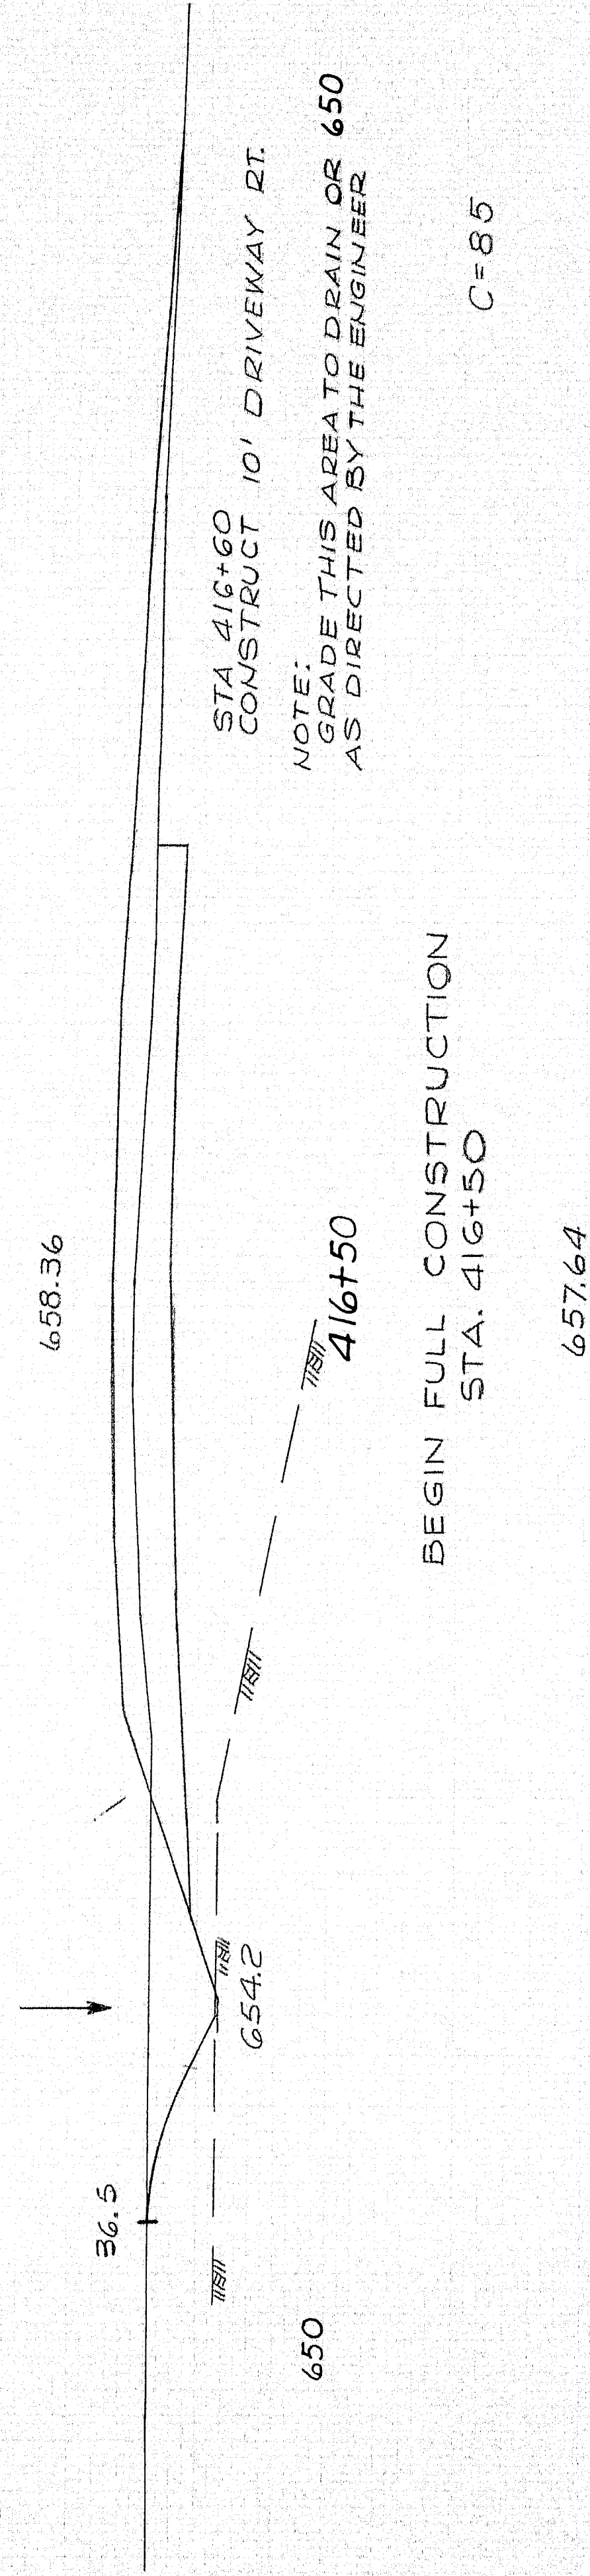 658.36
36.5
654.2
650
416+50
BEGIN FULL CONSTRUCTION
STA. 416+50
657.64
STA 416+60
CONSTRUCT 10' DRIVEWAY RT.
NOTE:
GRADE THIS AREA TO DRAIN OR
AS DIRECTED BY THE ENGINEER
650
C=85